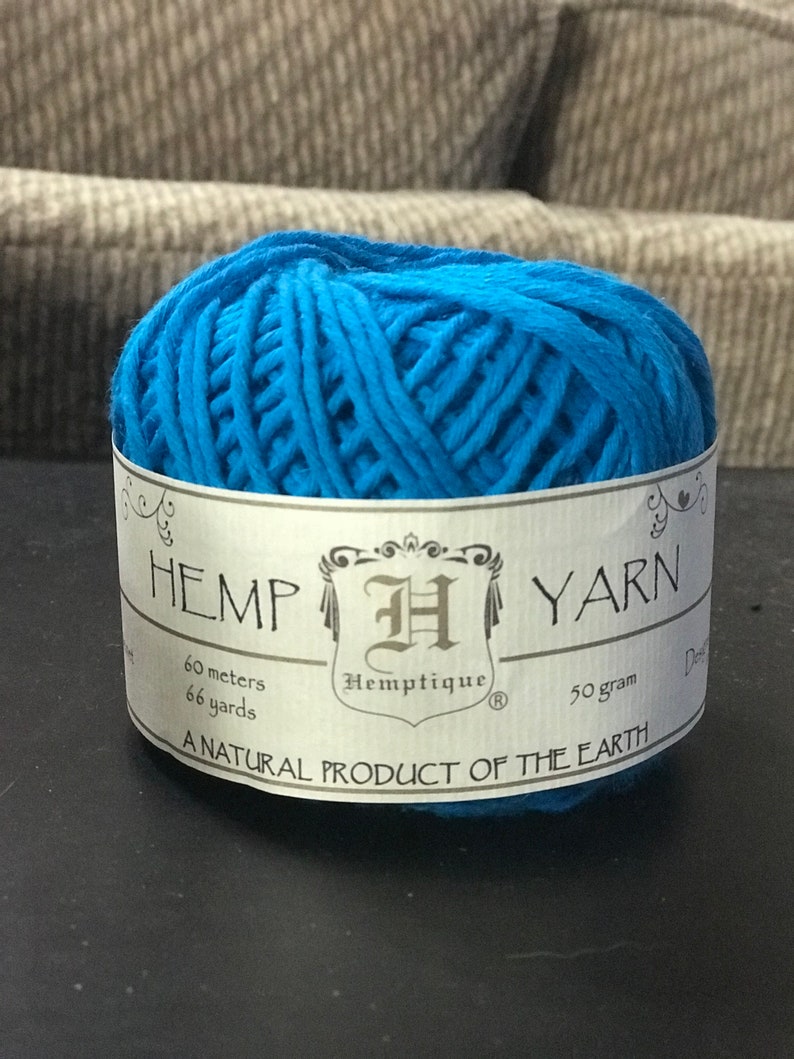 HEMP YARN
H
Hemptique®
60 meters
66 yards
50 gram
A NATURAL PRODUCT OF THE EARTH